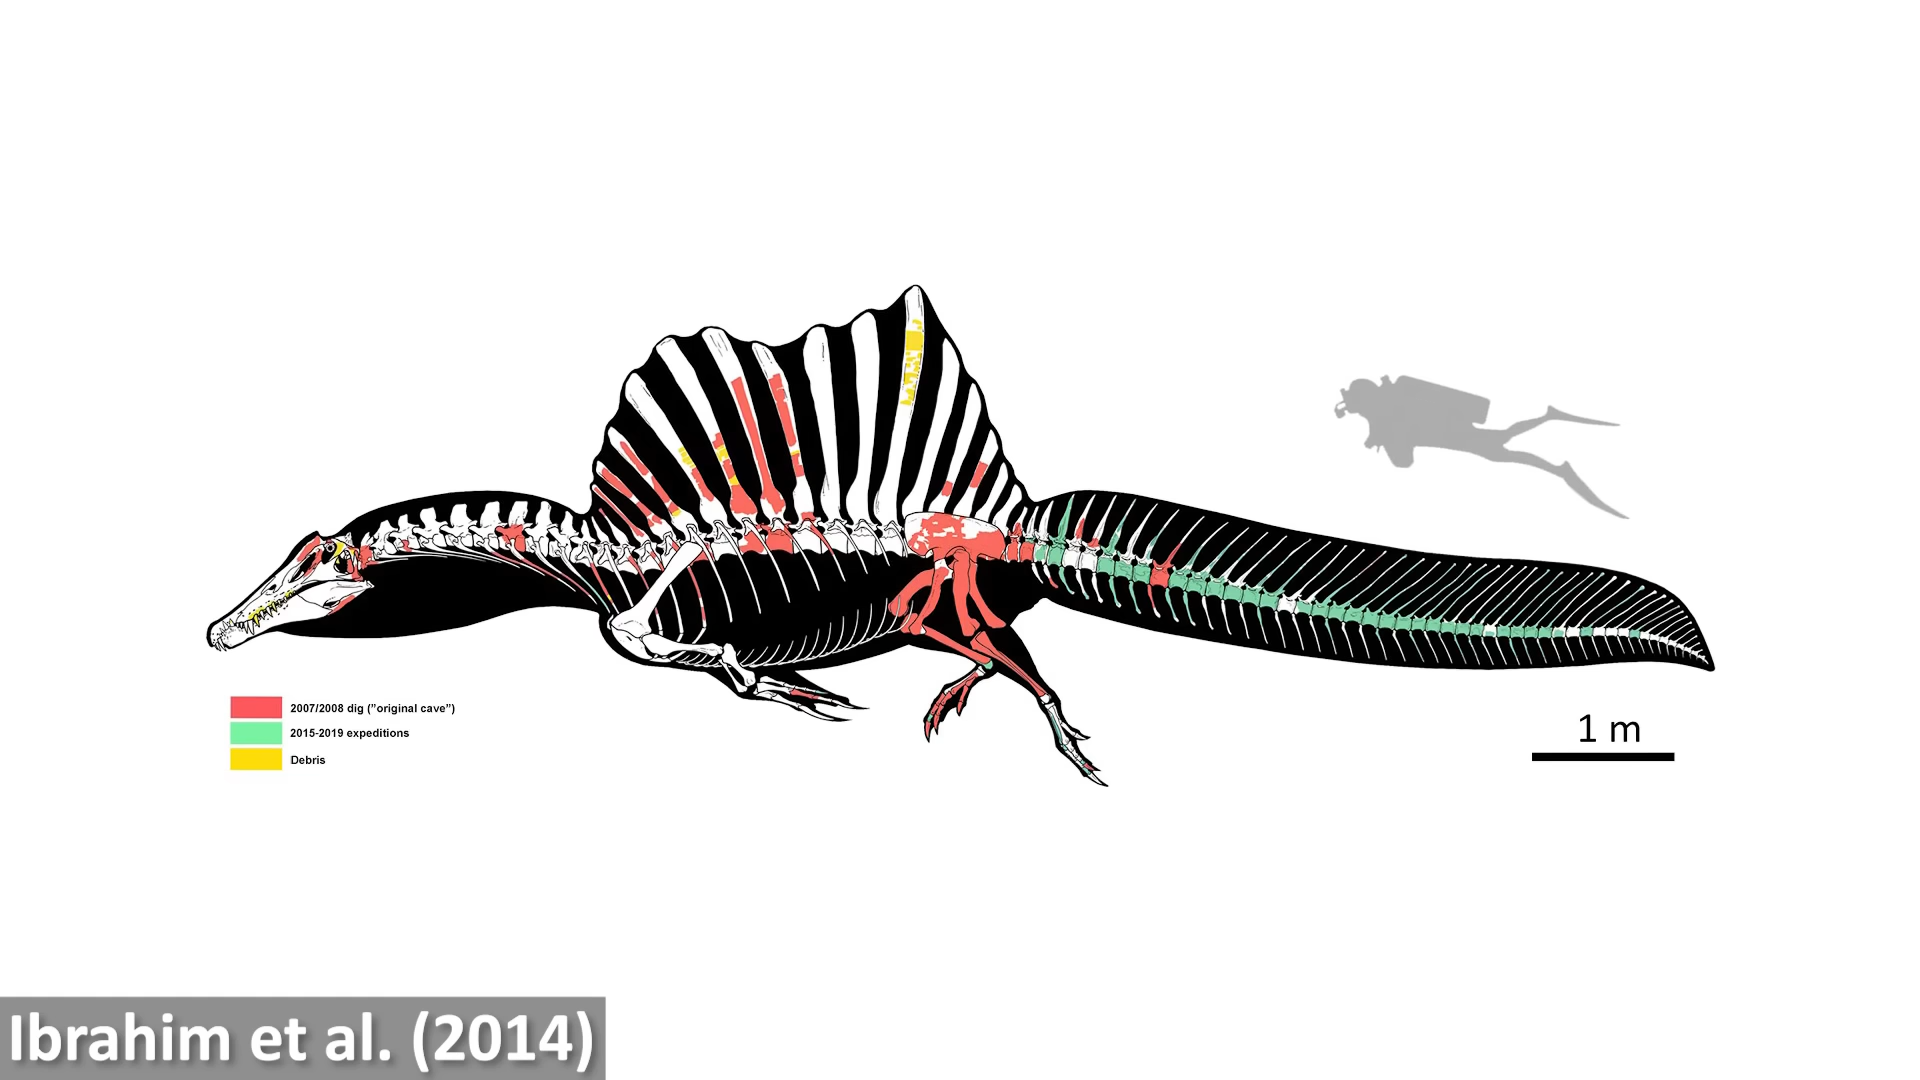 2007/2008 dig (”original cave”)
2015-2019 expeditions
Debris
1 m
Ibrahim et al. (2014)